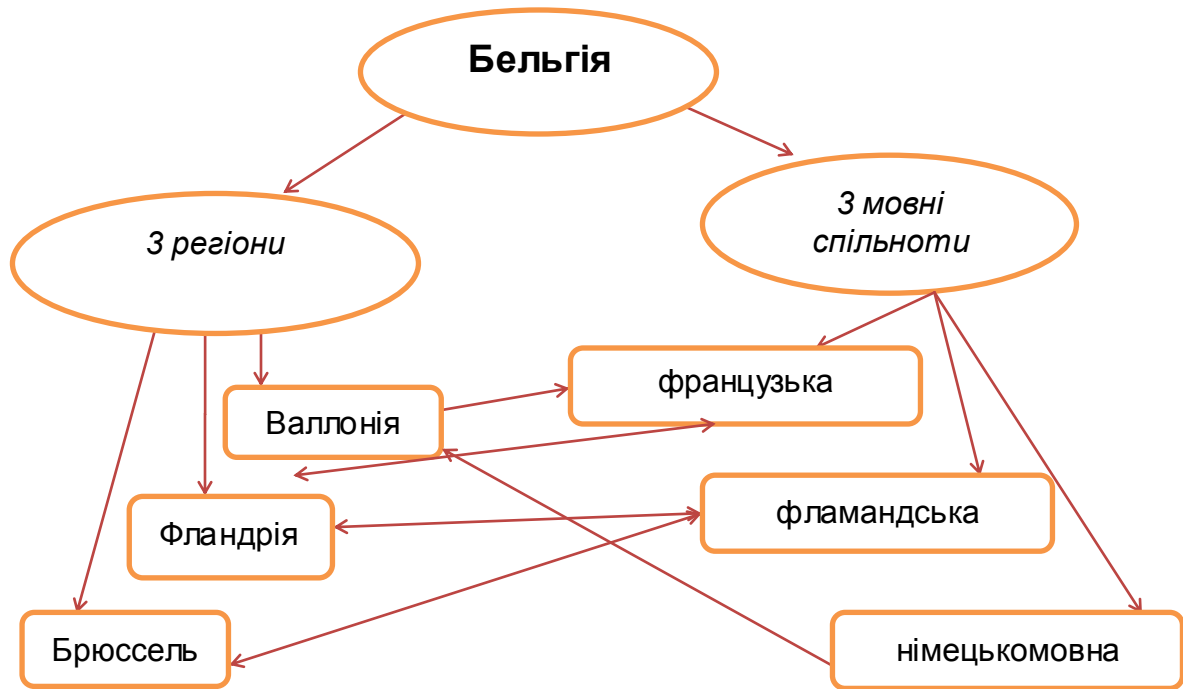 Бельгія
3 регіони
3 мовні
спільноти
Валлонія
французька
Фландрія
фламандська
Брюссель
німецькомовна